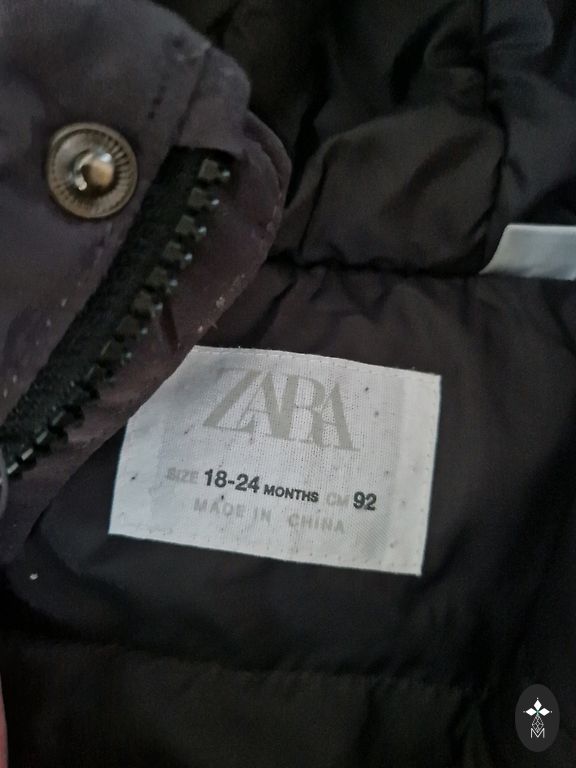 ZARA
SIZE 18-24 MONTHS CM 92
MADE IN CHINA
M